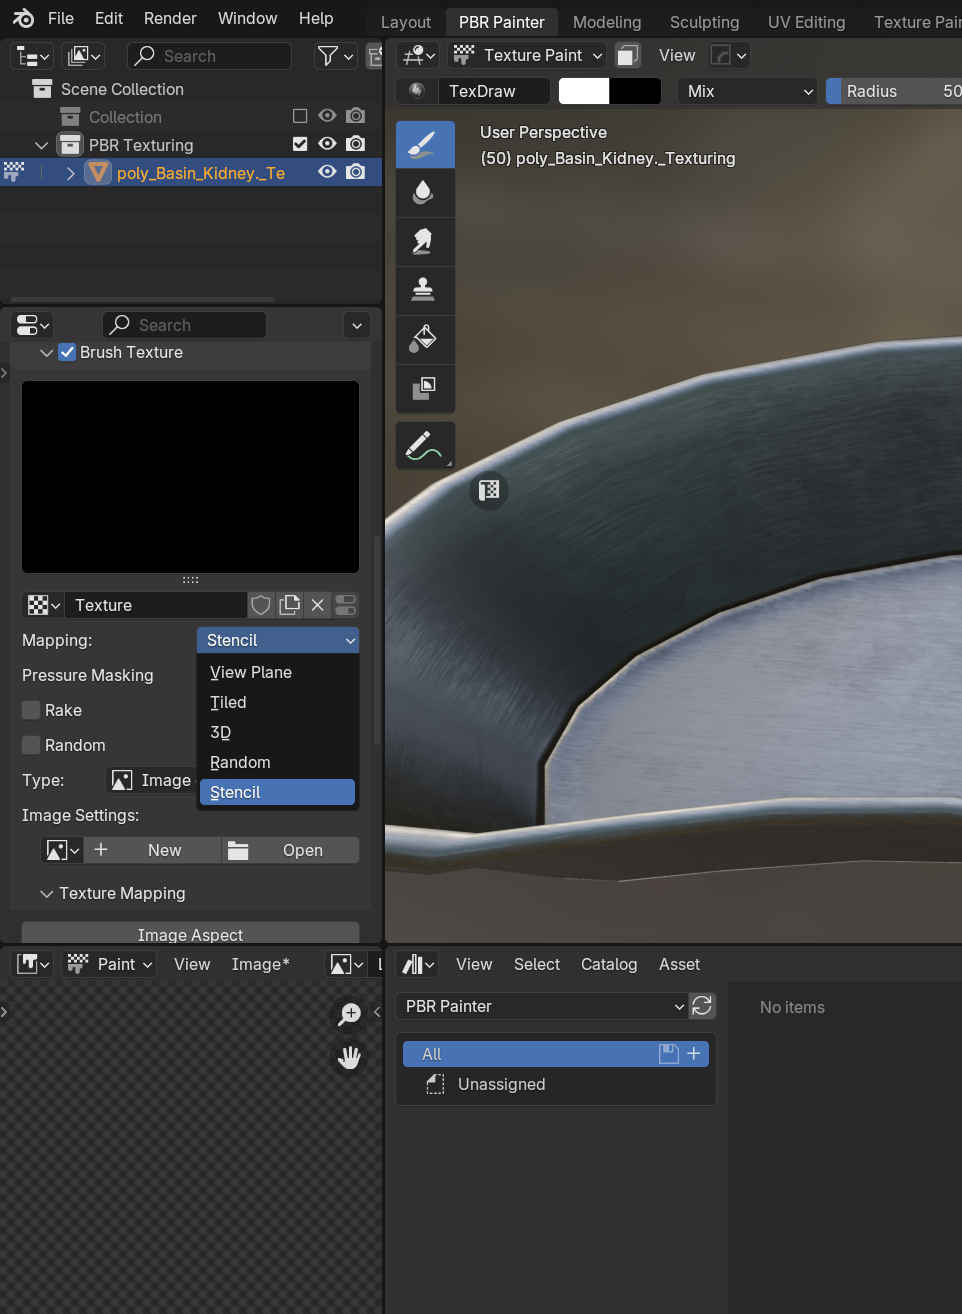 File Edit Render Window Help Layout PBR Painter Modeling Sculpting UV Editing
Search
Scene Collection
Collection
PBR Texturing
poly_Basin_Kidney._Te
Texture Paint View
TexDraw Mix Radius 50
User Perspective
(50) poly_Basin_Kidney._Texturing
Search
Brush Texture
Texture
Mapping: Stencil
View Plane
Pressure Masking
Tiled
Rake
3D
Random
Random
Type: Image
Stencil
Image Settings:
New Open
Texture Mapping
Image Aspect
Paint View Image*
View Select Catalog Asset
PBR Painter
No items
All
Unassigned